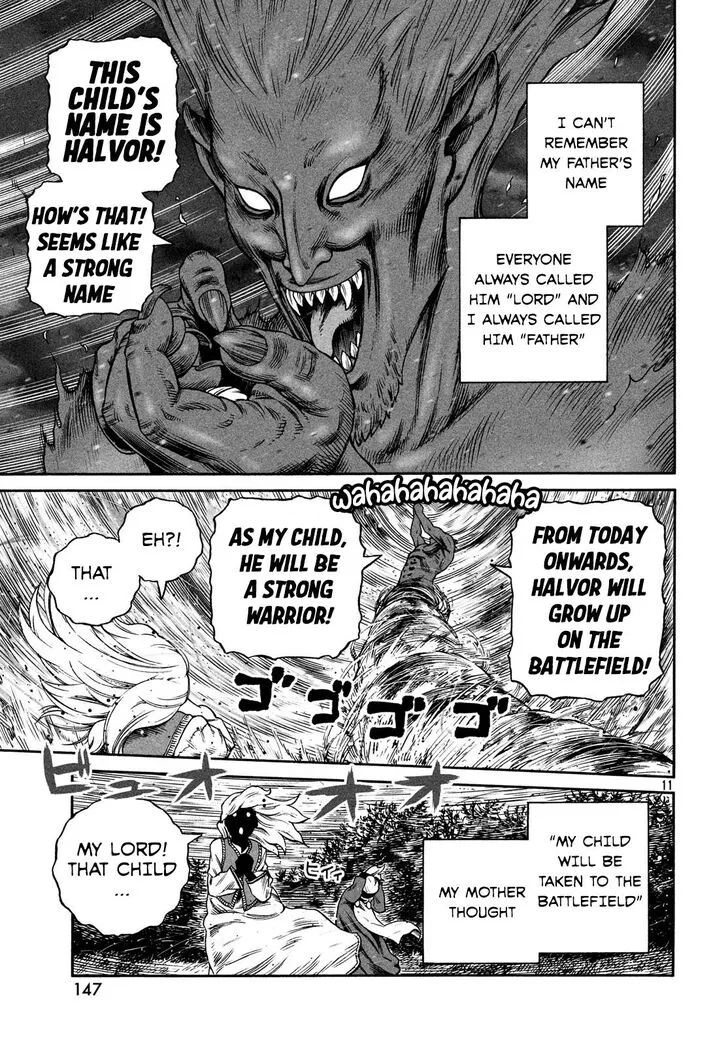 I CAN'T
REMEMBER
MY FATHER'S
NAME
EVERYONE
ALWAYS CALLED
HIM "LORD" AND
I ALWAYS CALLED
HIM "FATHER"
THIS
CHILD'S
NAME IS
HALVOR!
HOW'S THAT!
SEEMS LIKE
A STRONG
NAME
wahahahahahaha
FROM TODAY
ONWARDS,
HALVOR WILL
GROW UP
ON THE
BATTLEFIELD!
AS MY CHILD,
HE WILL BE
A STRONG
WARRIOR!
EH?!
THAT
...
ゴゴゴゴゴ
11
ビュオオオ
"MY CHILD
WILL BE
TAKEN TO THE
BATTLEFIELD"
MY MOTHER
THOUGHT
MY LORD!
THAT CHILD
...
147